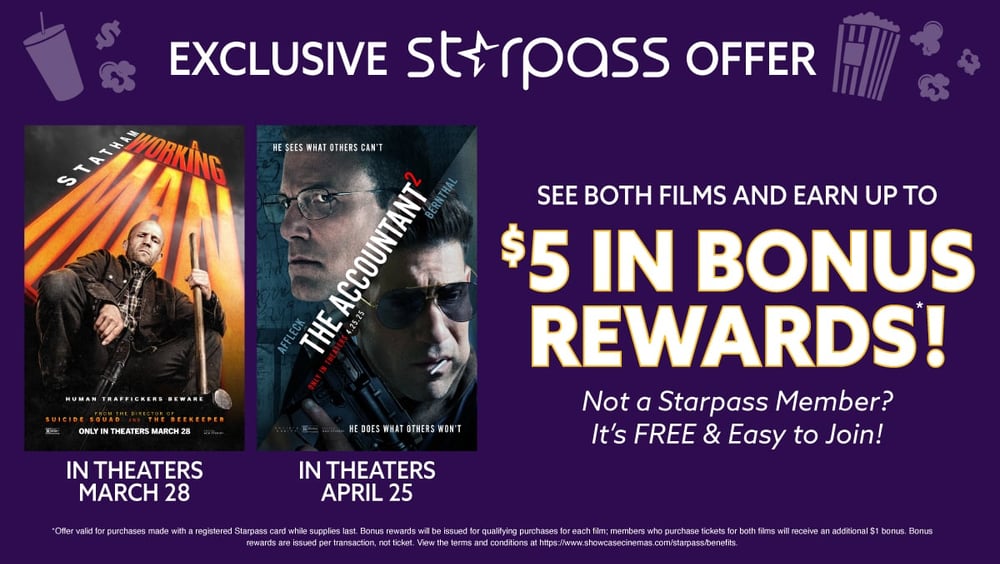 EXCLUSIVE starpass OFFER
STATHAM
A
WORKING
MAN
HUMAN TRAFFICKERS BEWARE
FROM THE DIRECTOR OF
SUICIDE SQUAD AND THE BEEKEEPER
ONLY IN THEATERS MARCH 28
IN THEATERS
MARCH 28
HE SEES WHAT OTHERS CAN'T
AFFLECK
THE ACCOUNTANT2
BERNTHAL
ONLY IN THEATERS 4.25.25
HE DOES WHAT OTHERS WON'T
IN THEATERS
APRIL 25
SEE BOTH FILMS AND EARN UP TO
$5 IN BONUS
REWARDS*!
Not a Starpass Member?
It's FREE & Easy to Join!
*Offer valid for purchases made with a registered Starpass card while supplies last. Bonus rewards will be issued for qualifying purchases for each film; members who purchase tickets for both films will receive an additional $1 bonus. Bonus
rewards are issued per transaction, not ticket. View the terms and conditions at https://www.showcasecinemas.com/starpass/benefits.